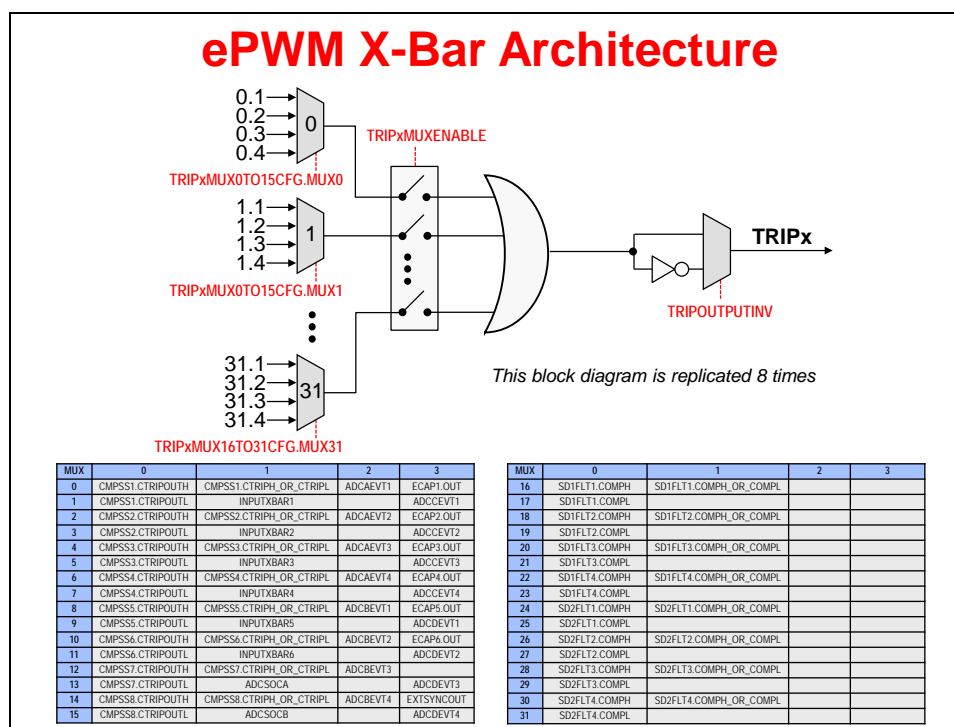 ePWM X-Bar Architecture
0.1
0.2
0.3
0.4
0
TRIPxMUX0TO15CFG.MUX0
TRIPxMUXENABLE
1.1
1.2
1.3
1.4
1
TRIPxMUX0TO15CFG.MUX1
TRIPx
TRIPOUTPUTINV
31.1
31.2
31.3
31.4
31
TRIPxMUX16TO31CFG.MUX31
This block diagram is replicated 8 times
MUX 0 1 2 3
0 CMPSS1.CTRIPOUTH CMPSS1.CTRIPH_OR_CTRIPL ADCAEVT1 ECAP1.OUT
1 CMPSS1.CTRIPOUTL INPUTXBAR1 ADCCEVT1
2 CMPSS2.CTRIPOUTH CMPSS2.CTRIPH_OR_CTRIPL ADCAEVT2 ECAP2.OUT
3 CMPSS2.CTRIPOUTL INPUTXBAR2 ADCCEVT2
4 CMPSS3.CTRIPOUTH CMPSS3.CTRIPH_OR_CTRIPL ADCAEVT3 ECAP3.OUT
5 CMPSS3.CTRIPOUTL INPUTXBAR3 ADCCEVT3
6 CMPSS4.CTRIPOUTH CMPSS4.CTRIPH_OR_CTRIPL ADCAEVT4 ECAP4.OUT
7 CMPSS4.CTRIPOUTL INPUTXBAR4 ADCCEVT4
8 CMPSS5.CTRIPOUTH CMPSS5.CTRIPH_OR_CTRIPL ADCBEVT1 ECAP5.OUT
9 CMPSS5.CTRIPOUTL INPUTXBAR5 ADCDEVT1
10 CMPSS6.CTRIPOUTH CMPSS6.CTRIPH_OR_CTRIPL ADCBEVT2 ECAP6.OUT
11 CMPSS6.CTRIPOUTL INPUTXBAR6 ADCDEVT2
12 CMPSS7.CTRIPOUTH CMPSS7.CTRIPH_OR_CTRIPL ADCBEVT3
13 CMPSS7.CTRIPOUTL ADCSOCA ADCDEVT3
14 CMPSS8.CTRIPOUTH CMPSS8.CTRIPH_OR_CTRIPL ADCBEVT4 EXTSYNCOUT
15 CMPSS8.CTRIPOUTL ADCSOCB ADCDEVT4
MUX 0 1 2 3
16 SD1FLT1.COMPH SD1FLT1.COMPH_OR_COMPL
17 SD1FLT1.COMPL
18 SD1FLT2.COMPH SD1FLT2.COMPH_OR_COMPL
19 SD1FLT2.COMPL
20 SD1FLT3.COMPH SD1FLT3.COMPH_OR_COMPL
21 SD1FLT3.COMPL
22 SD1FLT4.COMPH SD1FLT4.COMPH_OR_COMPL
23 SD1FLT4.COMPL
24 SD2FLT1.COMPH SD2FLT1.COMPH_OR_COMPL
25 SD2FLT1.COMPL
26 SD2FLT2.COMPH SD2FLT2.COMPH_OR_COMPL
27 SD2FLT2.COMPL
28 SD2FLT3.COMPH SD2FLT3.COMPH_OR_COMPL
29 SD2FLT3.COMPL
30 SD2FLT4.COMPH SD2FLT4.COMPH_OR_COMPL
31 SD2FLT4.COMPL